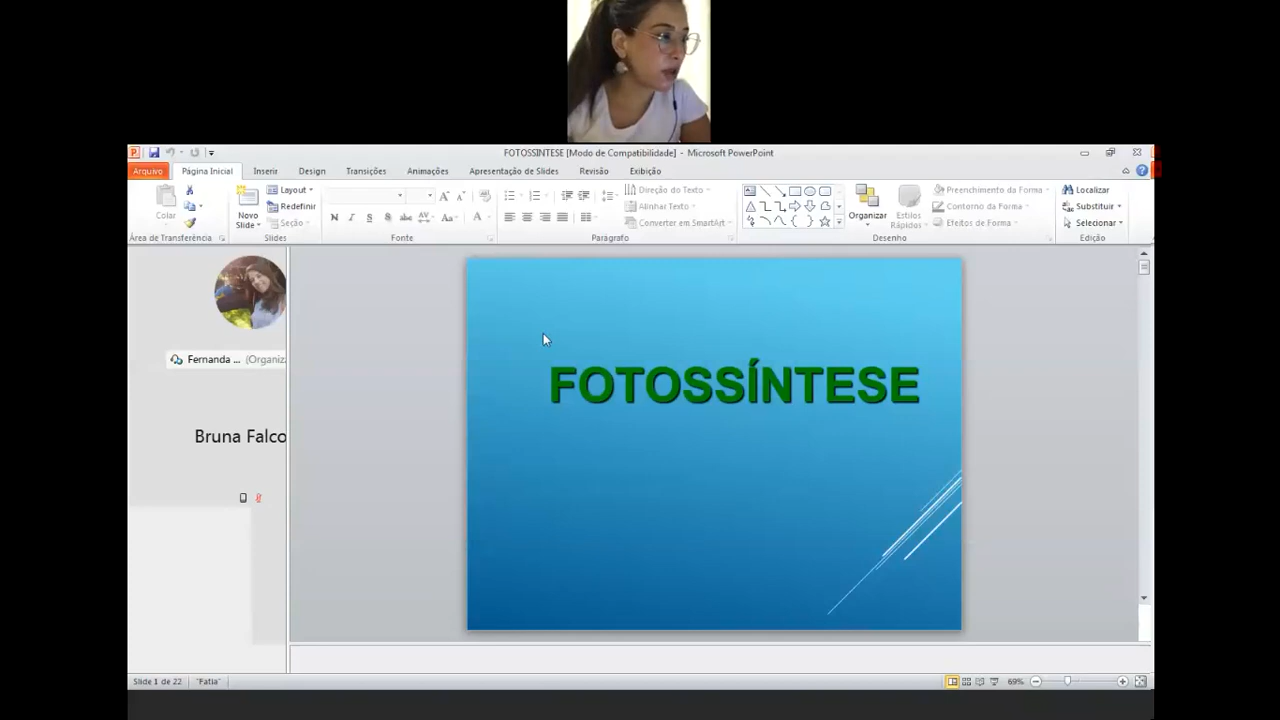 FOTOSSINTESE [Modo de Compatibilidade] - Microsoft PowerPoint
Arquivo Página Inicial Inserir Design Transições Animações Apresentação de Slides Revisão Exibição
Colar
Novo Slide
Layout
Redefinir
Seção
Direção do Texto
Alinhar Texto
Converter em SmartArt
Organizar
Estilos Rápidos
Preenchimento da Forma
Contorno da Forma
Efeitos de Forma
Localizar
Substituir
Selecionar
Área de Transferência Slides Fonte Parágrafo Desenho Edição
Fernanda ... (Organiz
Bruna Falco
FOTOSSÍNTESE
Slide 1 de 22 "Fatia" 69%